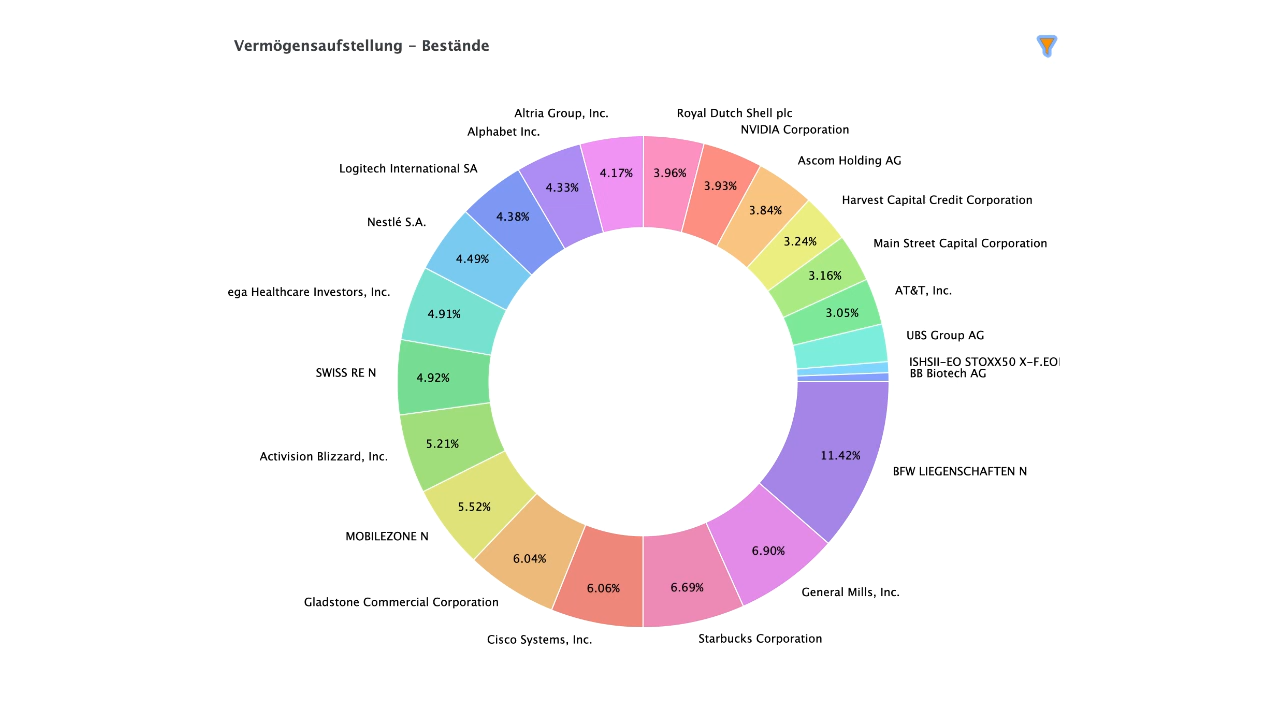 Vermögensaufstellung - Bestände
Altria Group, Inc.
Royal Dutch Shell plc
Alphabet Inc.
NVIDIA Corporation
Logitech International SA
Ascom Holding AG
4.17%
3.96%
4.33%
3.93%
Nestlé S.A.
4.38%
3.84%
Harvest Capital Credit Corporation
4.49%
3.24%
Main Street Capital Corporation
ega Healthcare Investors, Inc.
4.91%
3.16%
AT&T, Inc.
3.05%
UBS Group AG
ISHSII-EO STOXX50 X-F.EO
SWISS RE N
4.92%
BB Biotech AG
Activision Blizzard, Inc.
5.21%
11.42%
BFW LIEGENSCHAFTEN N
MOBILEZONE N
5.52%
6.90%
Gladstone Commercial Corporation
6.04%
6.06%
6.69%
General Mills, Inc.
Cisco Systems, Inc.
Starbucks Corporation